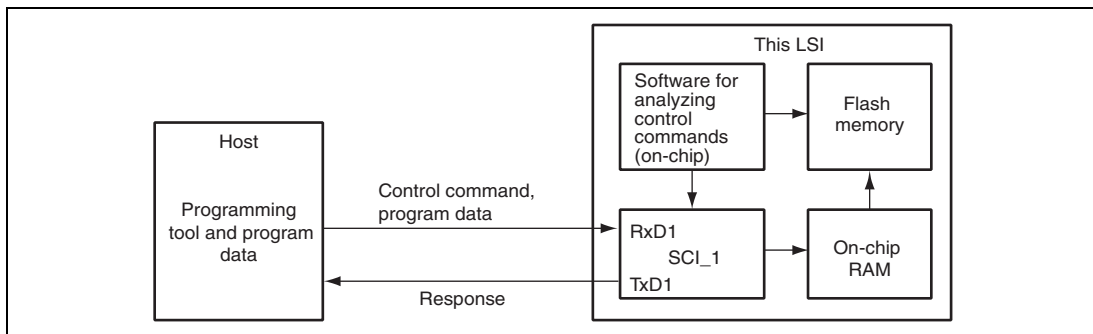 This LSI
Software for
analyzing
control
commands
(on-chip)
Flash
memory
Host
Programming
tool and program
data
Control command,
program data
Response
RxD1
SCI_1
TxD1
On-chip
RAM